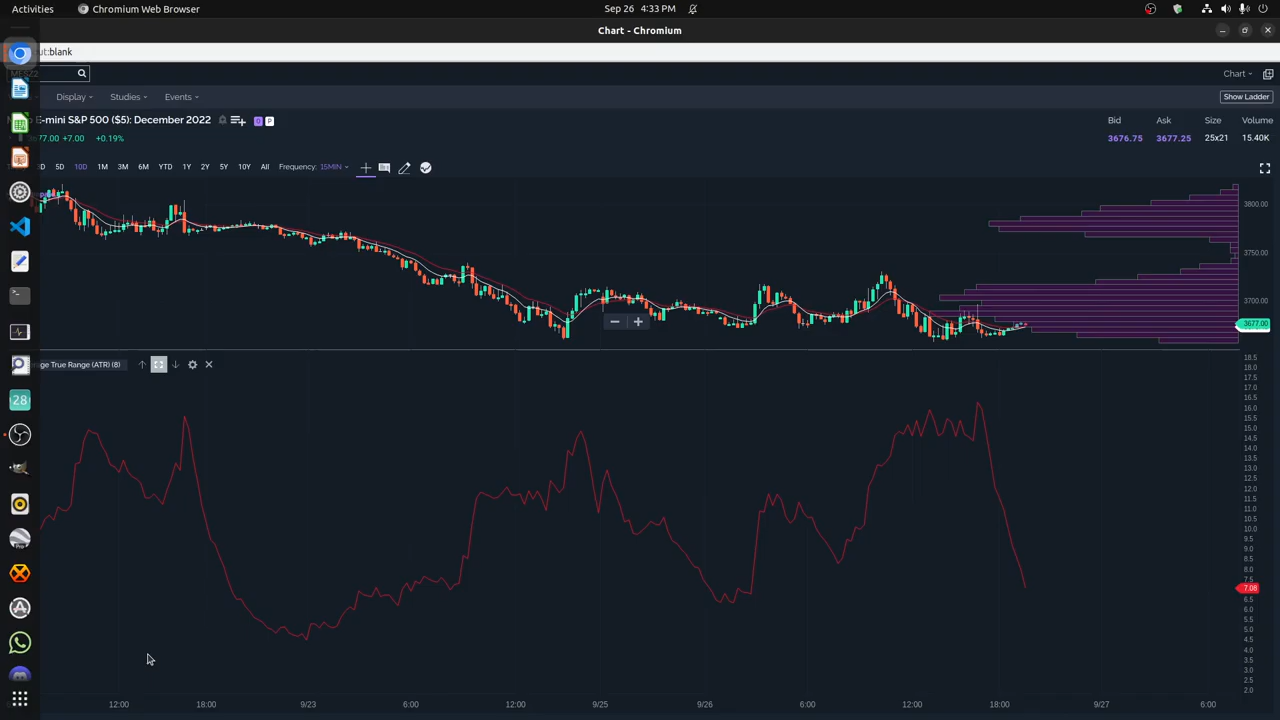 Activities
Chromium Web Browser
Sep 26 4:33 PM
Chart - Chromium
ut:blank
MESZ2
Chart
Display Studies Events
Show Ladder
E-mini S&P 500 ($5): December 2022
Bid Ask Size Volume
77.00 +7.00 +0.19%
3676.75 3677.25 25x21 15.40K
D 5D 10D 1M 3M 6M YTD 1Y 2Y 5Y 10Y All Frequency: 15MIN
O P
3800.00
3750.00
3700.00
3677.00
ge True Range (ATR) (8)
18.5
18.0
17.5
17.0
16.5
16.0
15.5
15.0
14.5
14.0
13.5
13.0
12.5
12.0
11.5
11.0
10.5
10.0
9.5
9.0
8.5
8.0
7.5
7.08
6.5
6.0
5.5
5.0
4.5
4.0
3.5
3.0
2.5
2.0
28
Pro
12:00 18:00 9/23 6:00 12:00 9/25 9/26 6:00 12:00 18:00 9/27 6:00